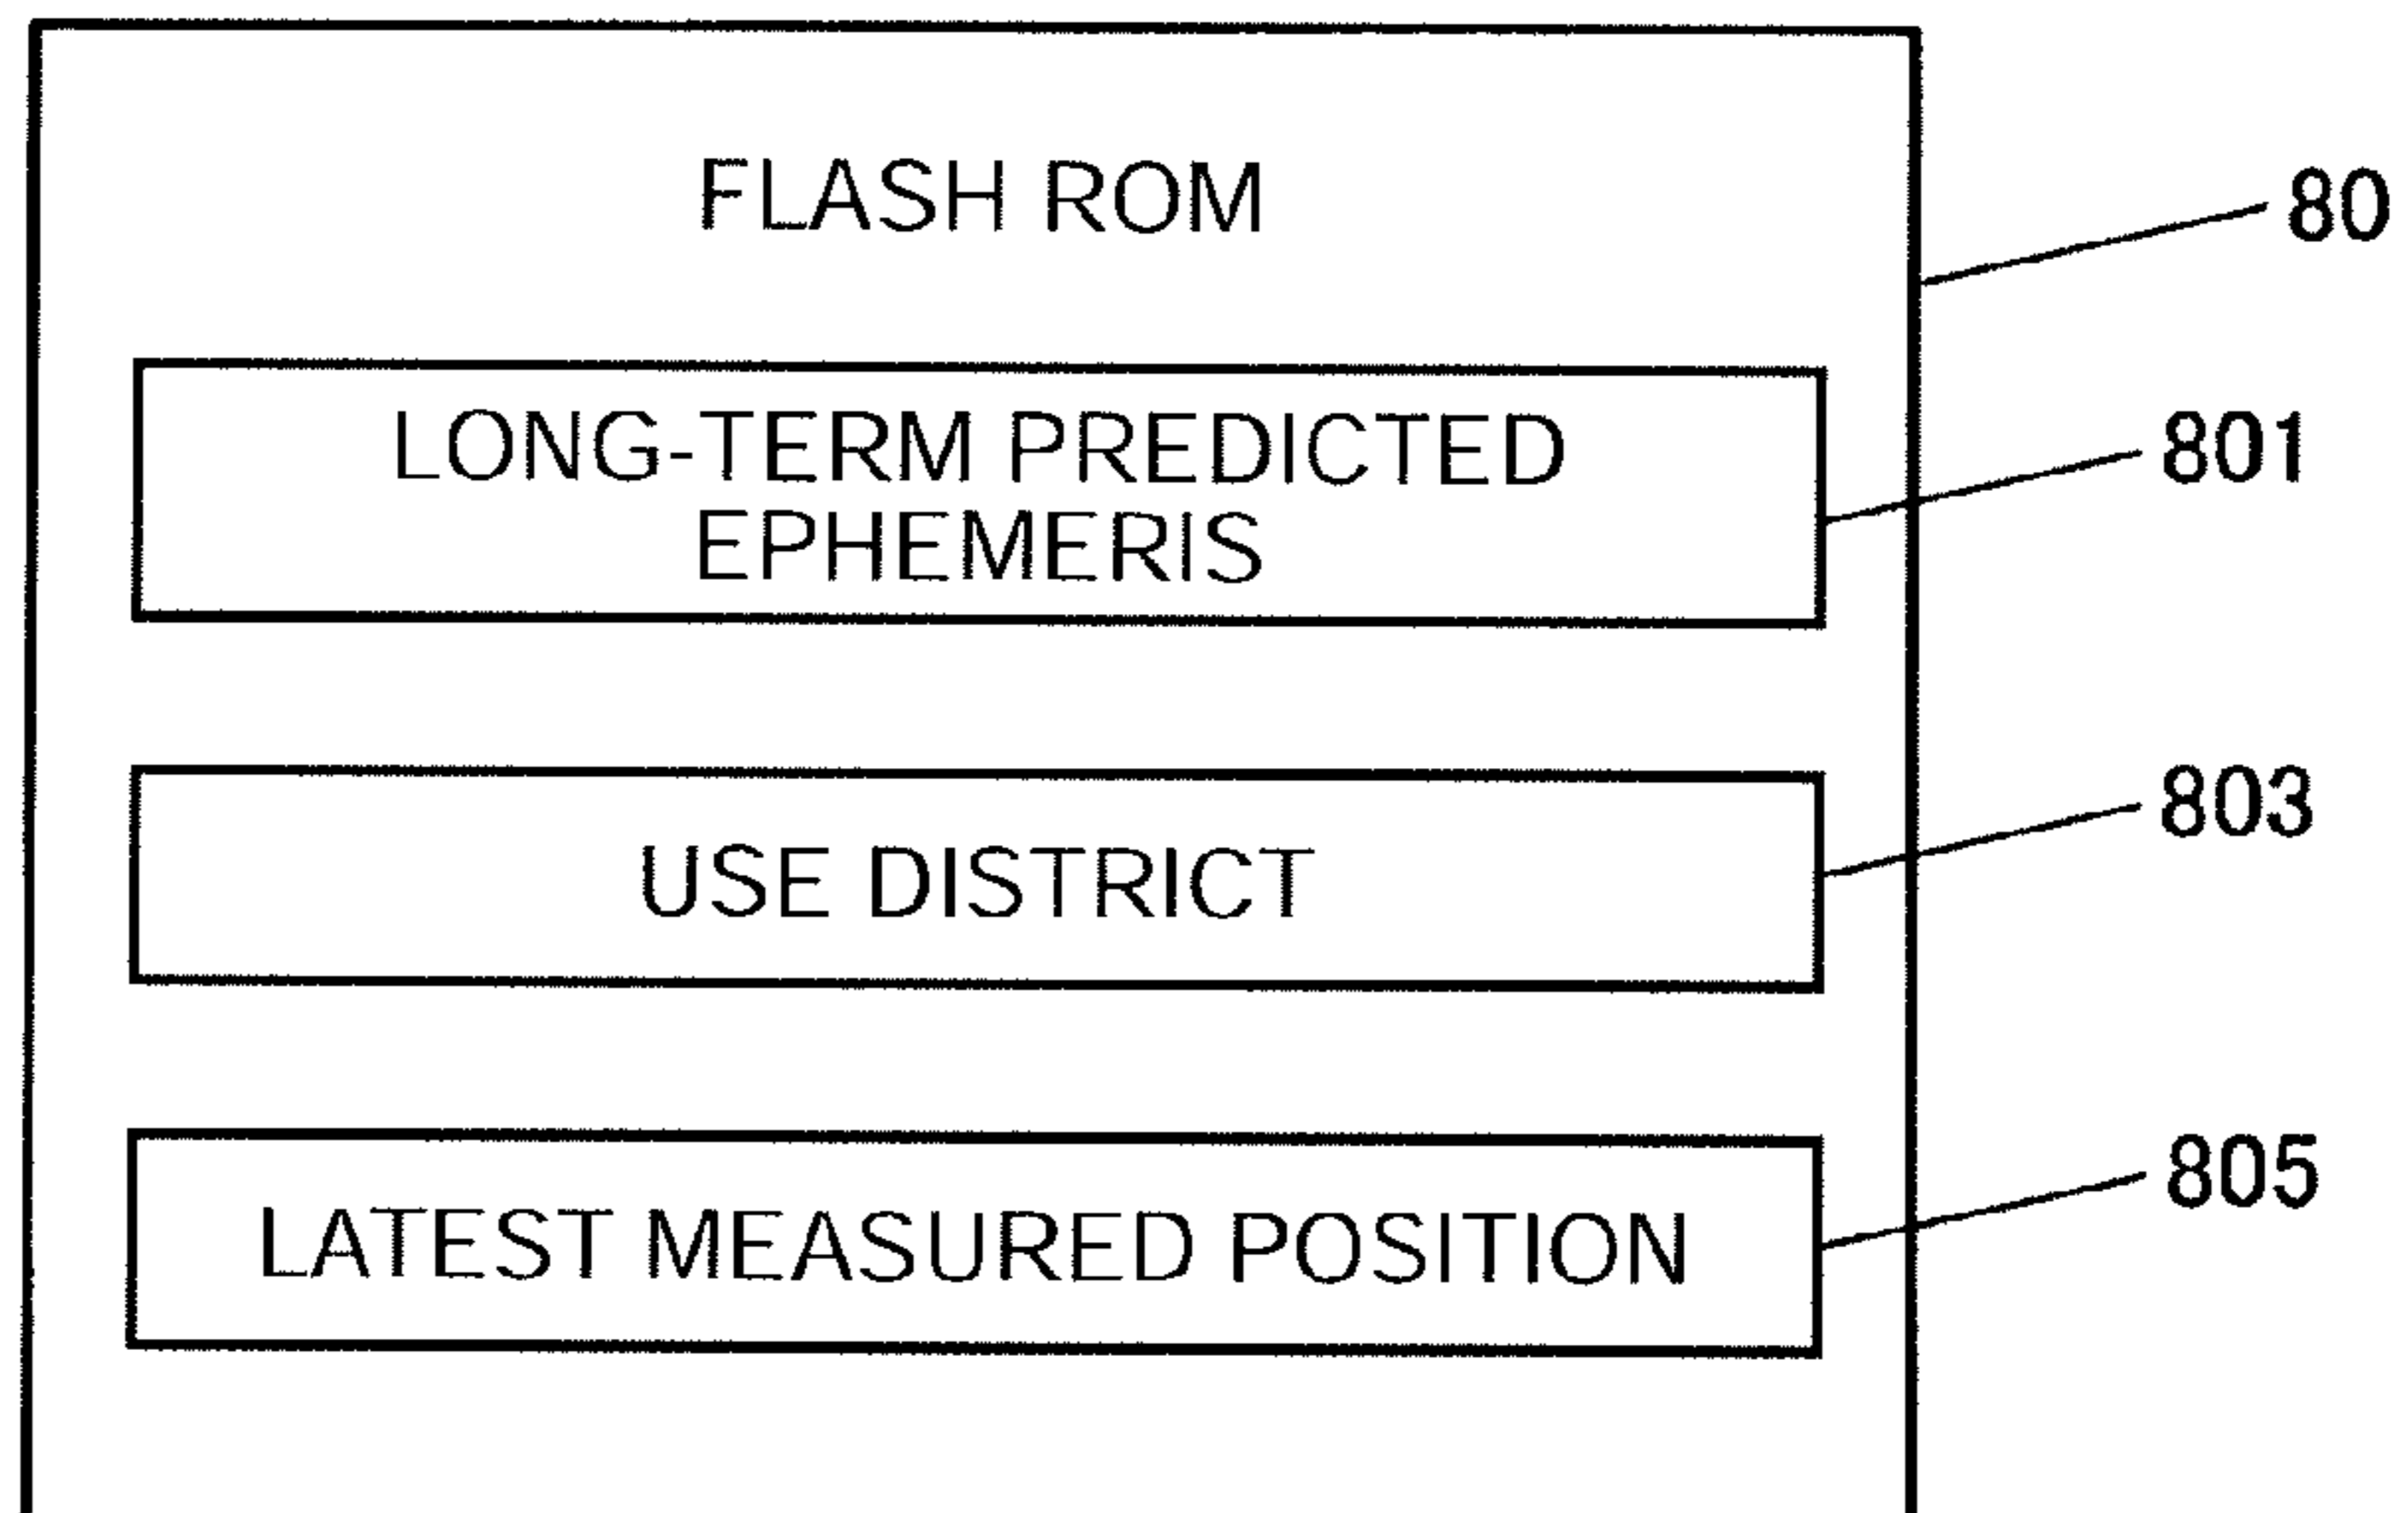 FLASH ROM
80
LONG-TERM PREDICTED
EPHEMERIS
801
USE DISTRICT
803
LATEST MEASURED POSITION
805